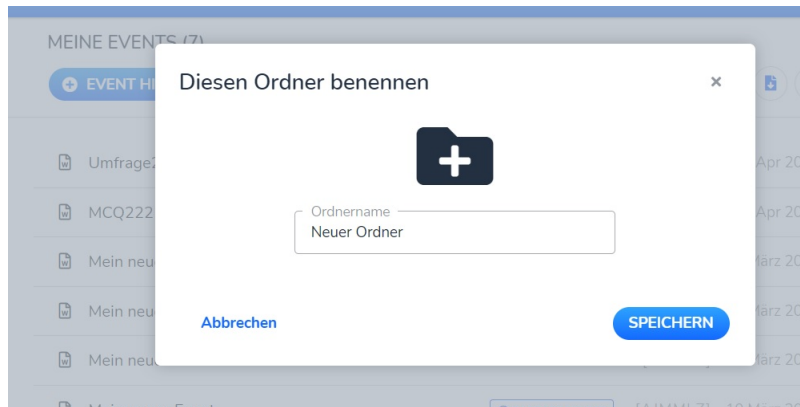 MEINE EVENTS (7)
EVENT HI
Diesen Ordner benennen
×
Umfrage2
Apr 20
Ordnername
MCQ222
Apr 20
Neuer Ordner
Mein neu
März 20
Mein neu
März 20
Abbrechen
SPEICHERN
Mein neu
März 20